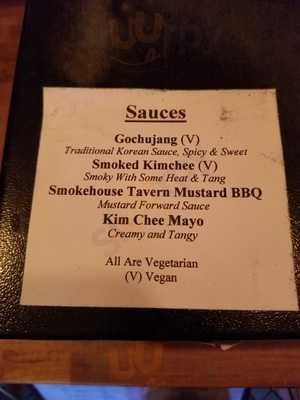 Sauces
Gochujang (V)
Traditional Korean Sauce, Spicy & Sweet
Smoked Kimchee (V)
Smoky With Some Heat & Tang
Smokehouse Tavern Mustard BBQ
Mustard Forward Sauce
Kim Chee Mayo
Creamy and Tangy
All Are Vegetarian
(V) Vegan